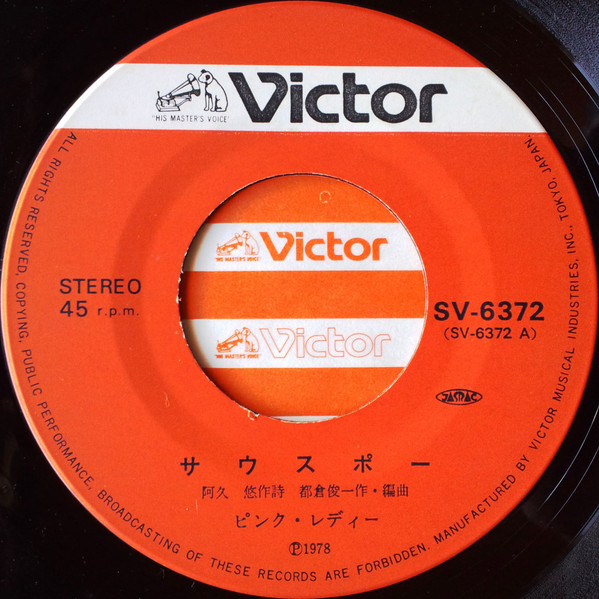 Victor
"HIS MASTER'S VOICE"
STEREO
45 r.p.m.
SV-6372
(SV-6372 A)
JASRAC
Victor
"HIS MASTER'S VOICE"
Victor
"HIS MASTER'S VOICE"
サウスポー
阿久 悠作詩 都倉俊一作・編曲
ピンク・レディー
Ⓟ1978
ALL RIGHTS RESERVED, COPYING, PUBLIC PERFORMANCE, BROADCASTING OF THESE RECORDS ARE FORBIDDEN. MANUFACTURED BY VICTOR MUSICAL INDUSTRIES, INC., TOKYO, JAPAN.